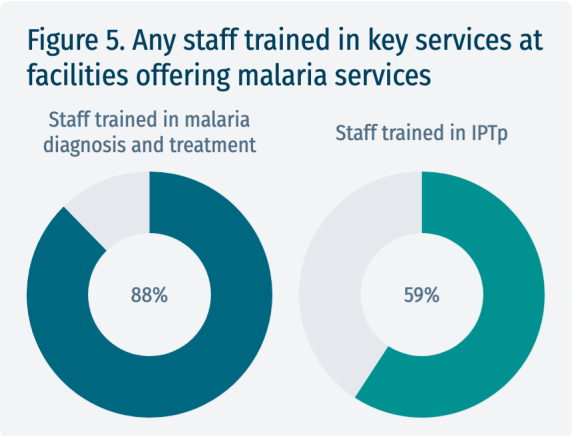 Figure 5. Any staff trained in key services at
facilities offering malaria services
Staff trained in malaria
diagnosis and treatment
Staff trained in IPTp
88%
59%